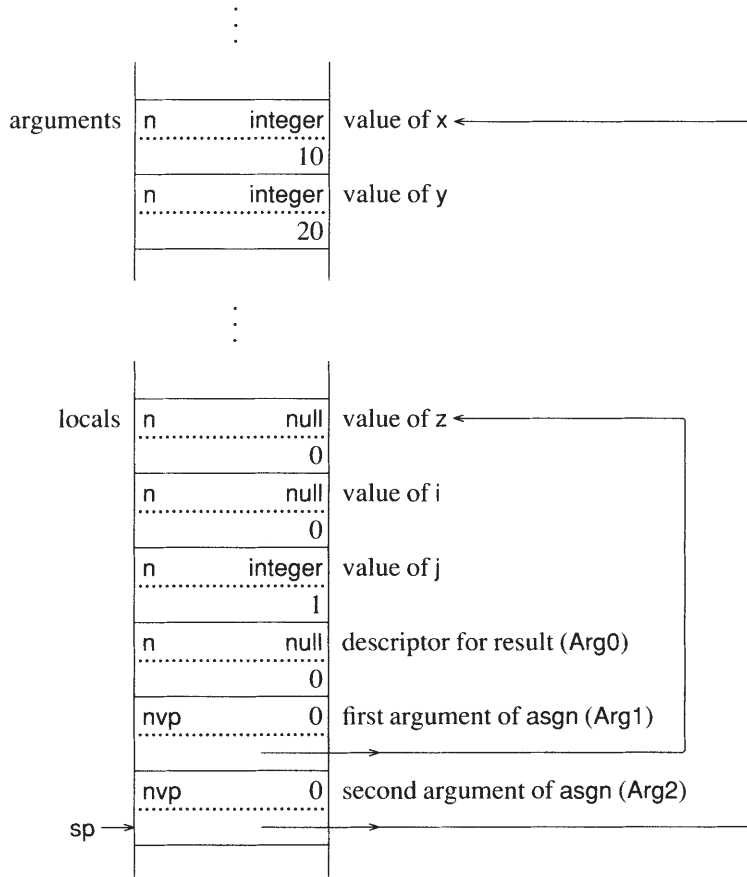 arguments n integer value of x
10
n integer value of y
20
locals n null value of z
0
n null value of i
0
n integer value of j
1
n null descriptor for result (Arg0)
0
nvp 0 first argument of asgn (Arg1)
nvp 0 second argument of asgn (Arg2)
sp